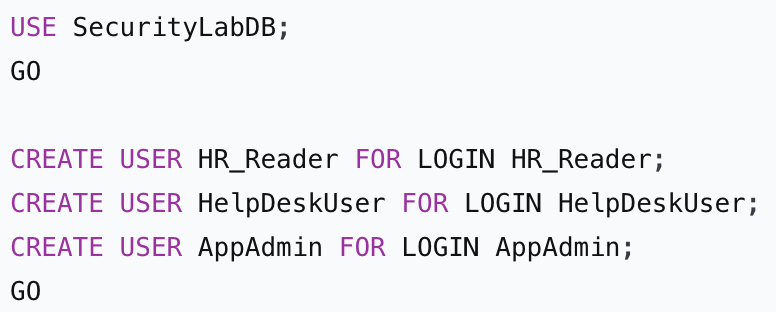 USE SecurityLabDB;
GO
CREATE USER HR_Reader FOR LOGIN HR_Reader;
CREATE USER HelpDeskUser FOR LOGIN HelpDeskUser;
CREATE USER AppAdmin FOR LOGIN AppAdmin;
GO